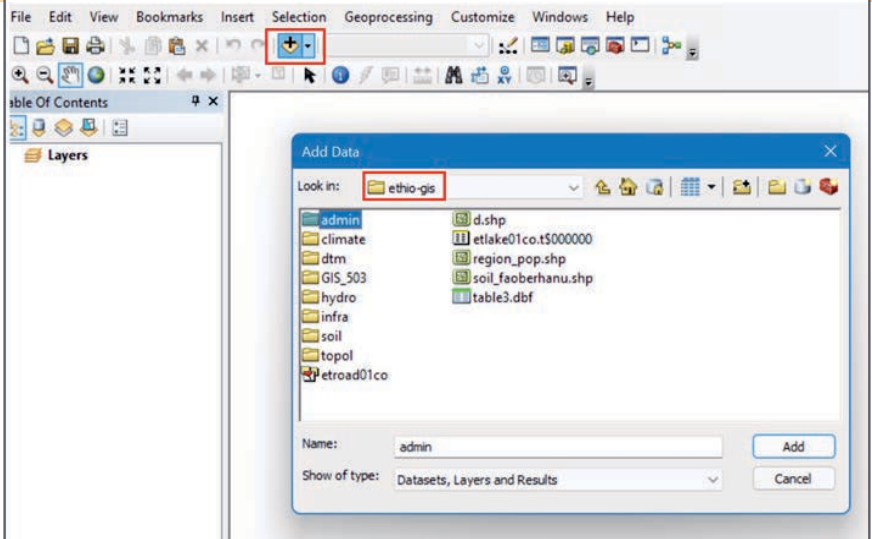 File Edit View Bookmarks Insert Selection Geoprocessing Customize Windows Help
able Of Contents
Layers
Add Data
Look in: ethio-gis
admin
climate
dtm
GIS_503
hydro
infra
soil
topol
etroad01co
d.shp
etlake01co.t$000000
region_pop.shp
soil_faoberhanu.shp
table3.dbf
Name: admin Add
Show of type: Datasets, Layers and Results Cancel